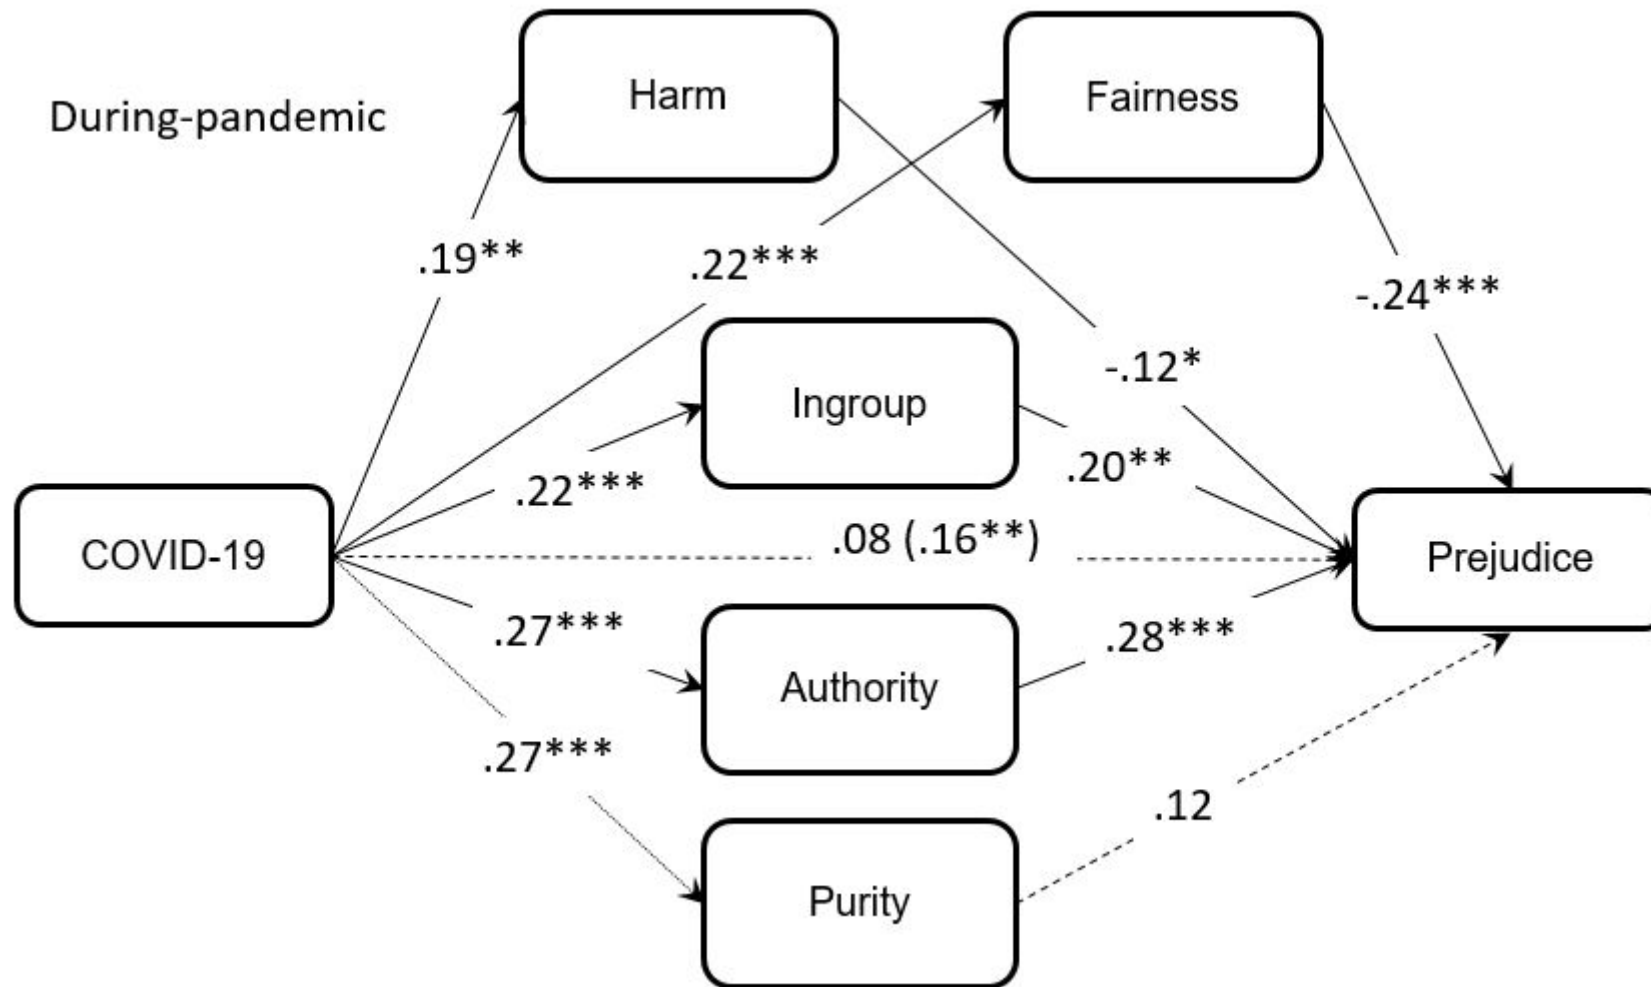 Harm
Fairness
During-pandemic
.19**
.22***
-.24***
-.12*
Ingroup
.20**
.22***
.08 (.16**)
COVID-19
Prejudice
.27***
.28***
Authority
.27***
.12
Purity